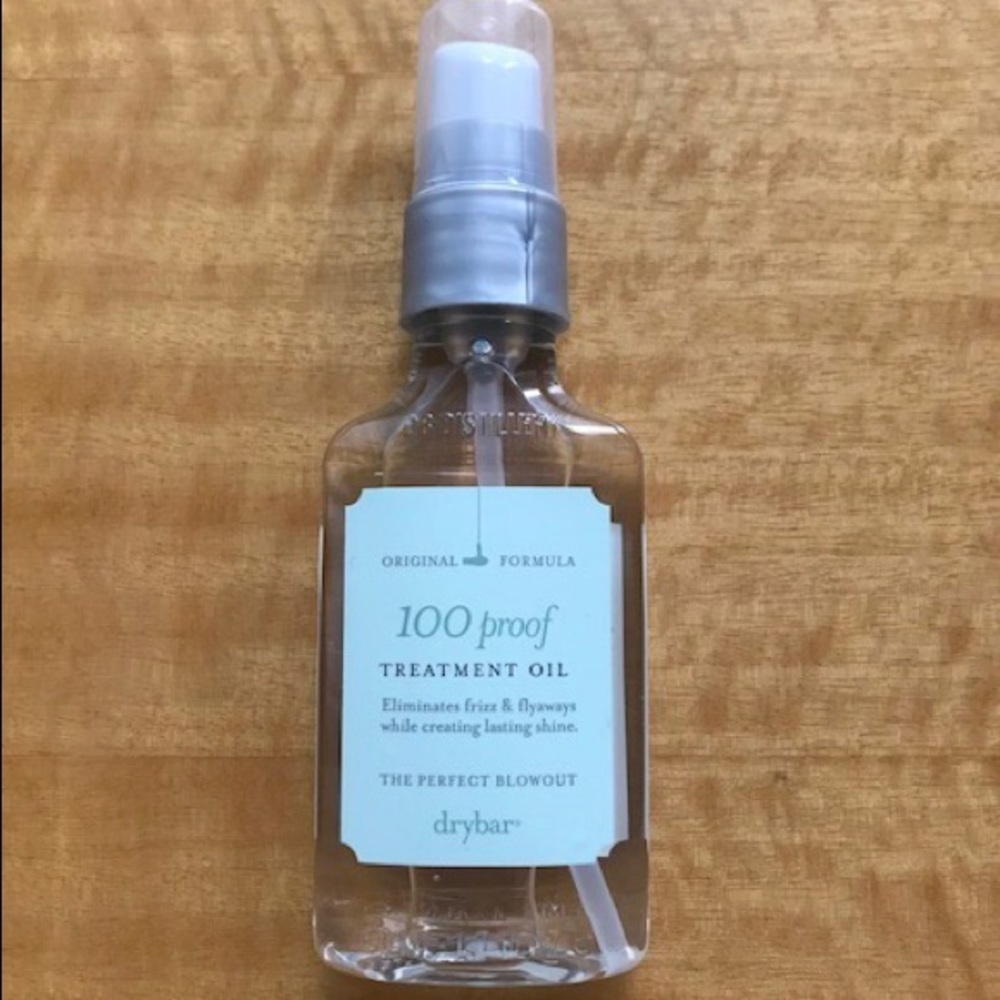 ORIGINAL FORMULA
100 proof
TREATMENT OIL
Eliminates frizz & flyaways
while creating lasting shine.
THE PERFECT BLOWOUT
drybar®